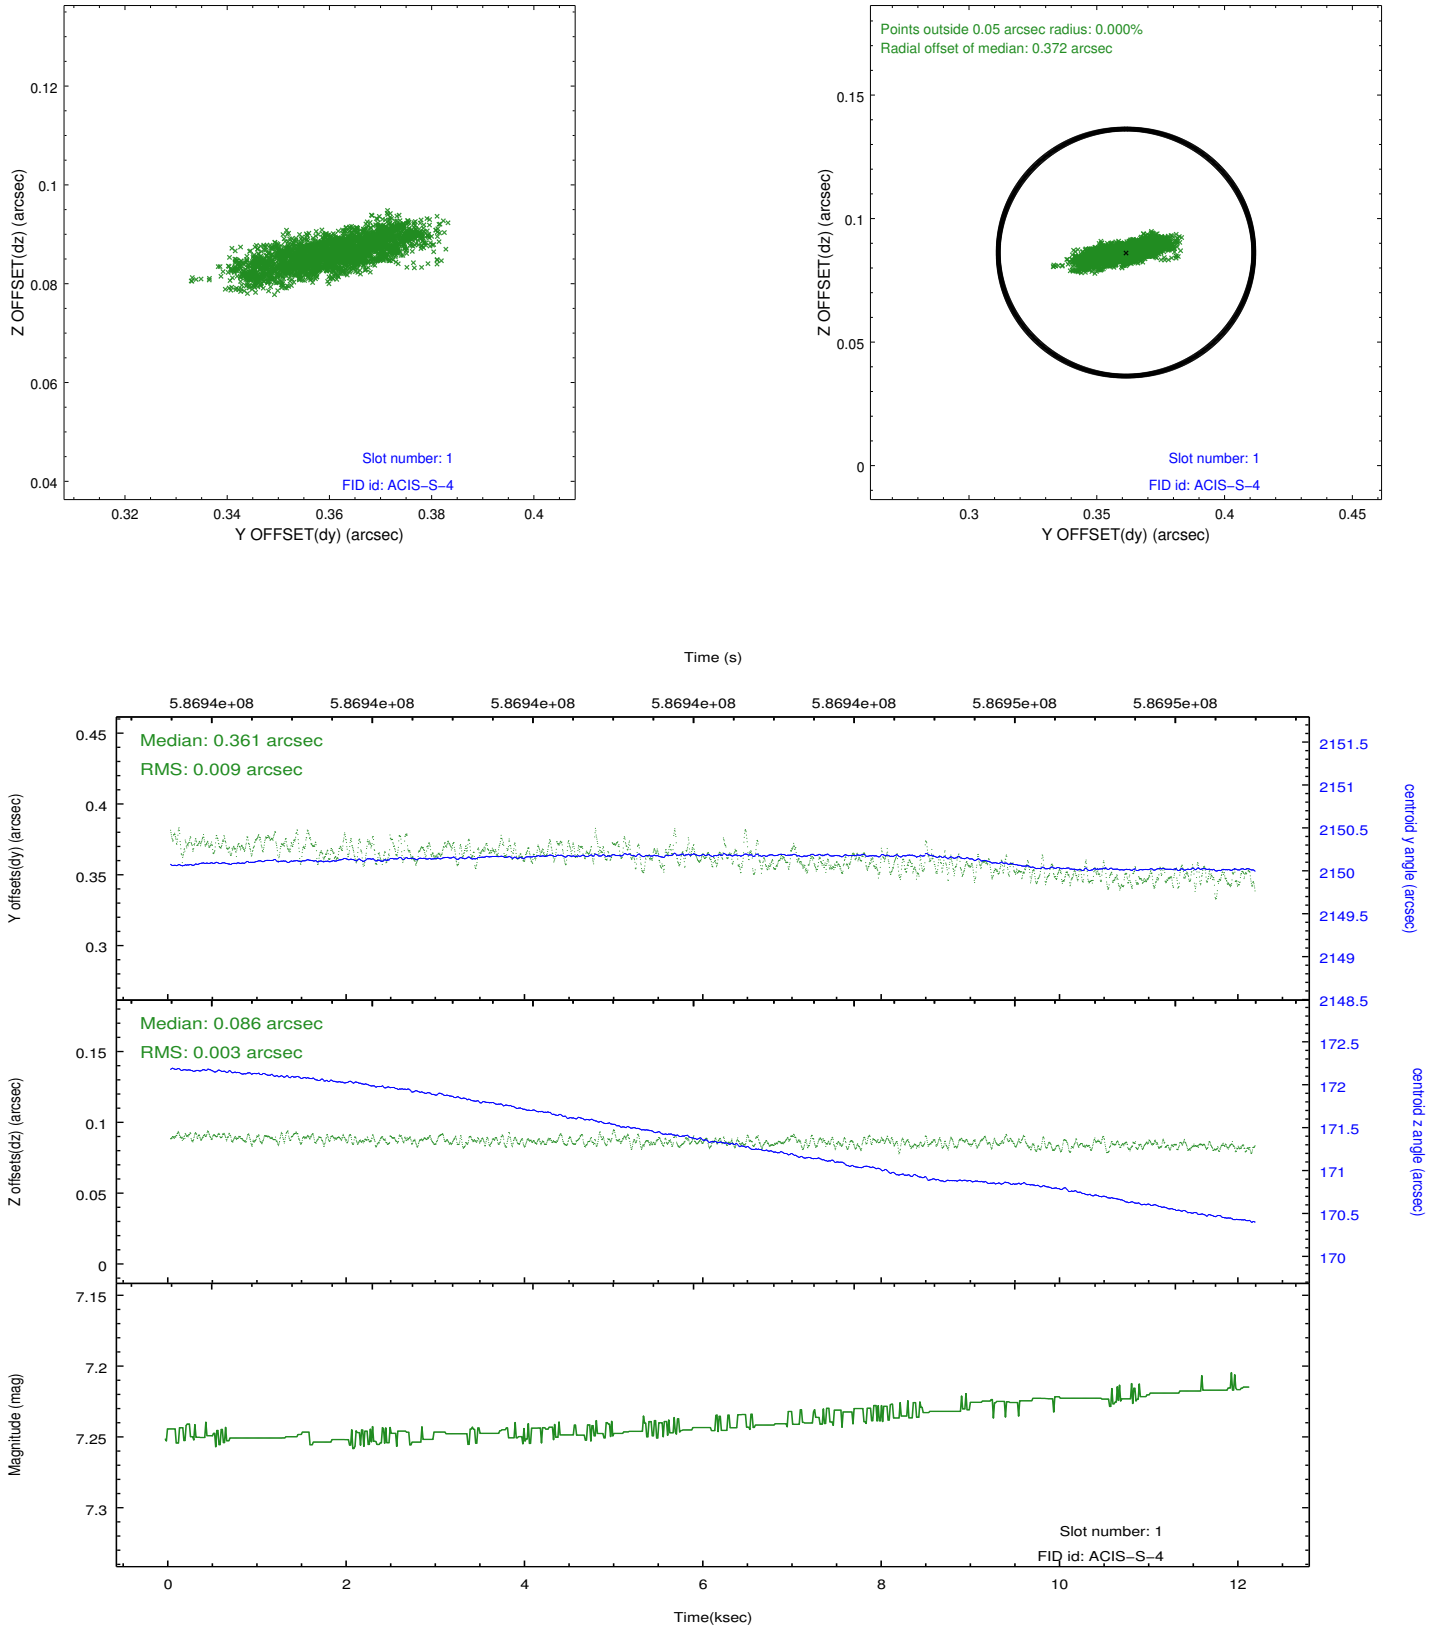 0.12
0.1
0.08
0.06
0.04
Z OFFSET(dz) (arcsec)
Slot number: 1
FID id: ACIS−S−4
0.32 0.34 0.36 0.38 0.4
Y OFFSET(dy) (arcsec)
Points outside 0.05 arcsec radius: 0.000%
Radial offset of median: 0.372 arcsec
0.15
0.1
0.05
0
Z OFFSET(dz) (arcsec)
Slot number: 1
FID id: ACIS−S−4
0.3 0.35 0.4 0.45
Y OFFSET(dy) (arcsec)
Time (s)
5.8694e+08 5.8694e+08 5.8694e+08 5.8694e+08 5.8694e+08 5.8695e+08 5.8695e+08
Median: 0.361 arcsec
RMS: 0.009 arcsec
0.45
0.4
0.35
0.3
Y offsets(dy) (arcsec)
2151.5
2151
2150.5
2150
2149.5
2149
2148.5
centroid y angle (arcsec)
Median: 0.086 arcsec
RMS: 0.003 arcsec
0.15
0.1
0.05
0
Z offsets(dz) (arcsec)
172.5
172
171.5
171
170.5
170
centroid z angle (arcsec)
7.15
7.2
7.25
7.3
Magnitude (mag)
Slot number: 1
FID id: ACIS−S−4
0 2 4 6 8 10 12
Time(ksec)